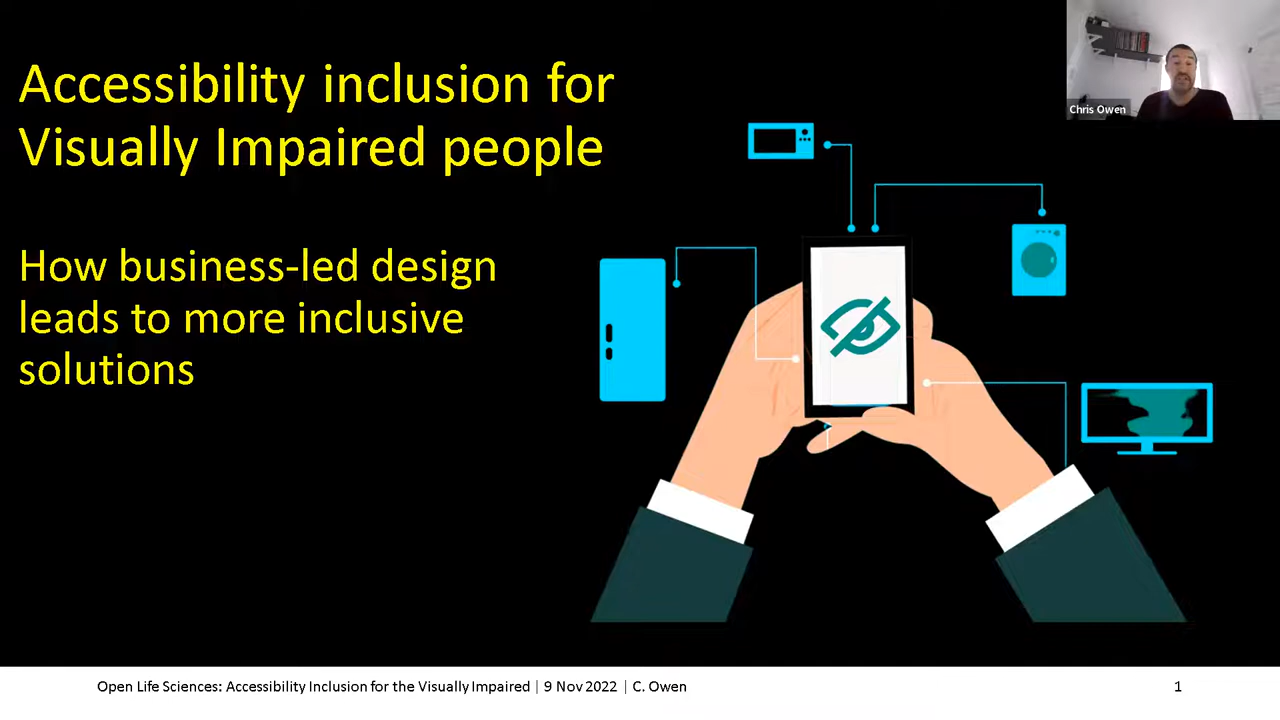 Accessibility inclusion for
Visually Impaired people
How business-led design
leads to more inclusive
solutions
Chris Owen
Open Life Sciences: Accessibility Inclusion for the Visually Impaired | 9 Nov 2022 | C. Owen
1